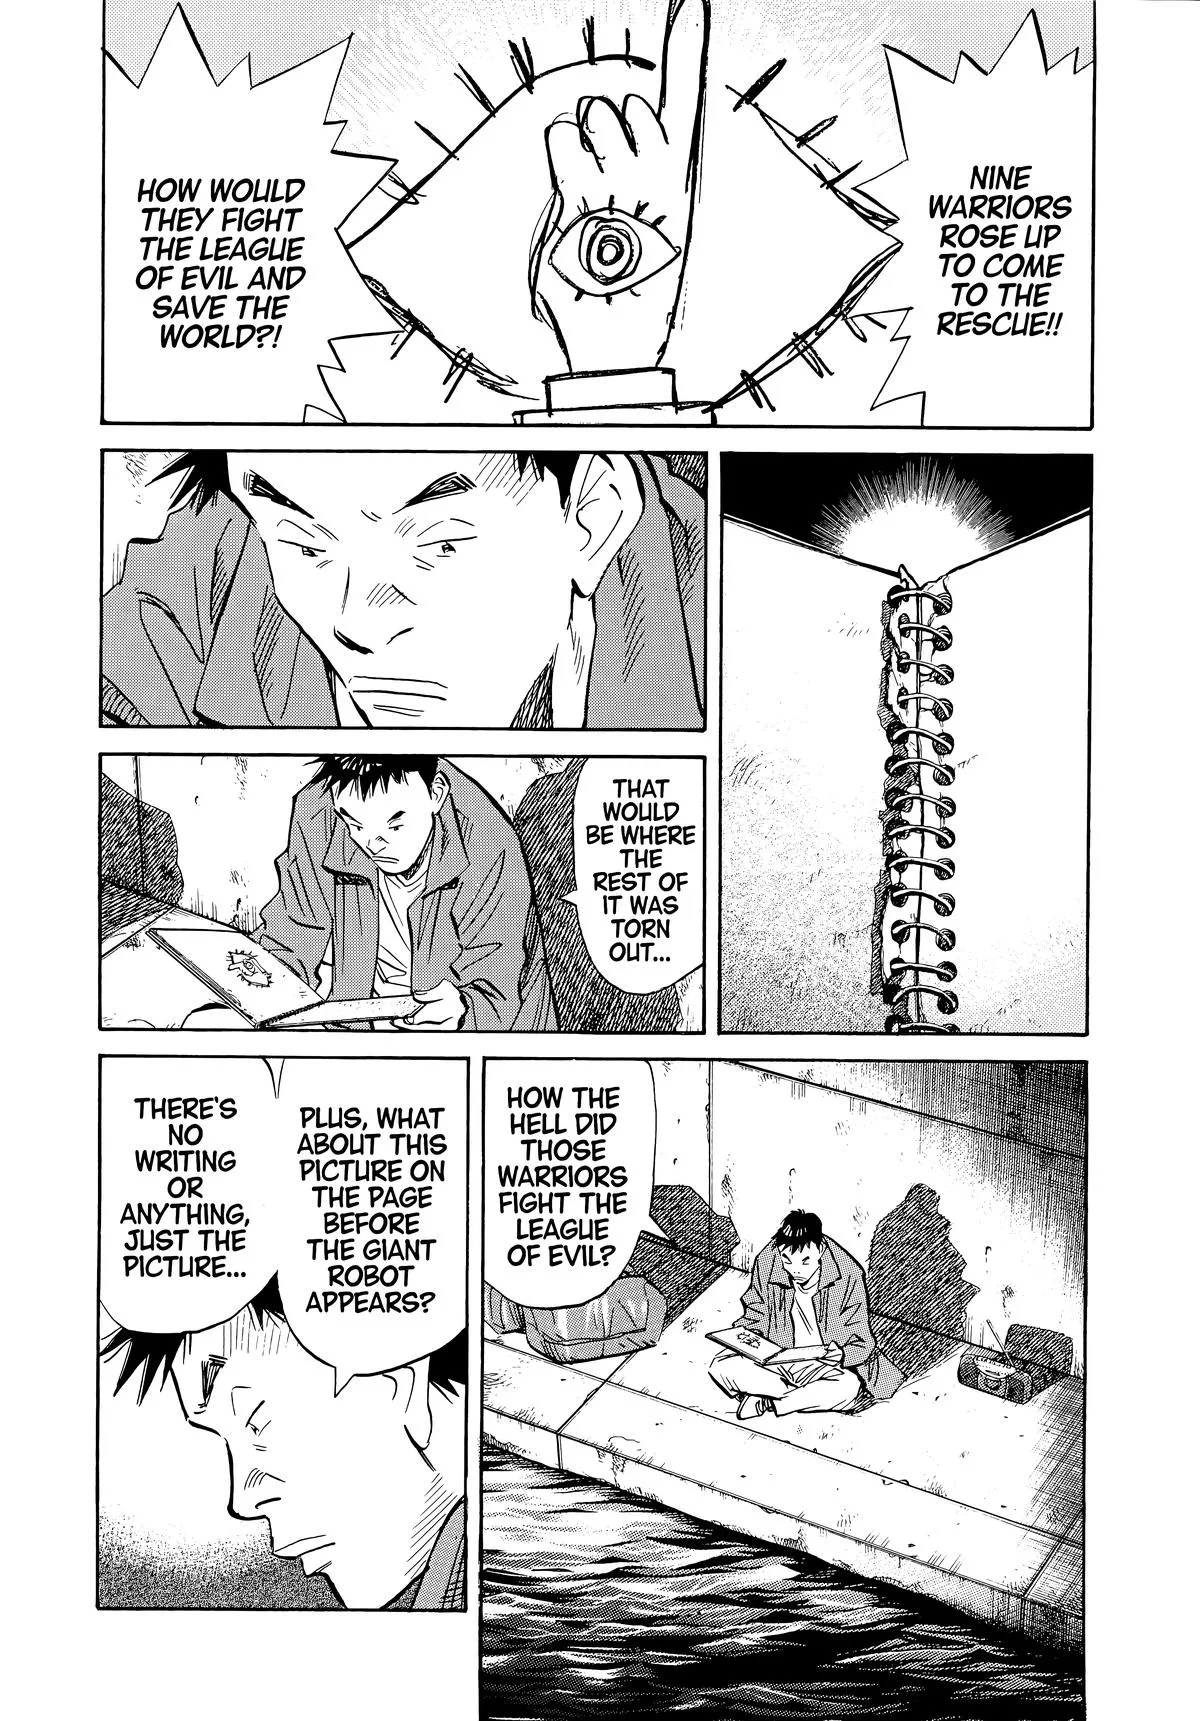 NINE
WARRIORS
ROSE UP
TO COME
TO THE
RESCUE!!
HOW WOULD
THEY FIGHT
THE LEAGUE
OF EVIL AND
SAVE THE
WORLD?!
THAT
WOULD
BE WHERE
THE
REST OF
IT WAS
TORN
OUT...
HOW THE
HELL DID
THOSE
WARRIORS
FIGHT THE
LEAGUE
OF EVIL?
PLUS, WHAT
ABOUT THIS
PICTURE ON
THE PAGE
BEFORE
THE GIANT
ROBOT
APPEARS?
THERE'S
NO
WRITING
OR
ANYTHING,
JUST THE
PICTURE...